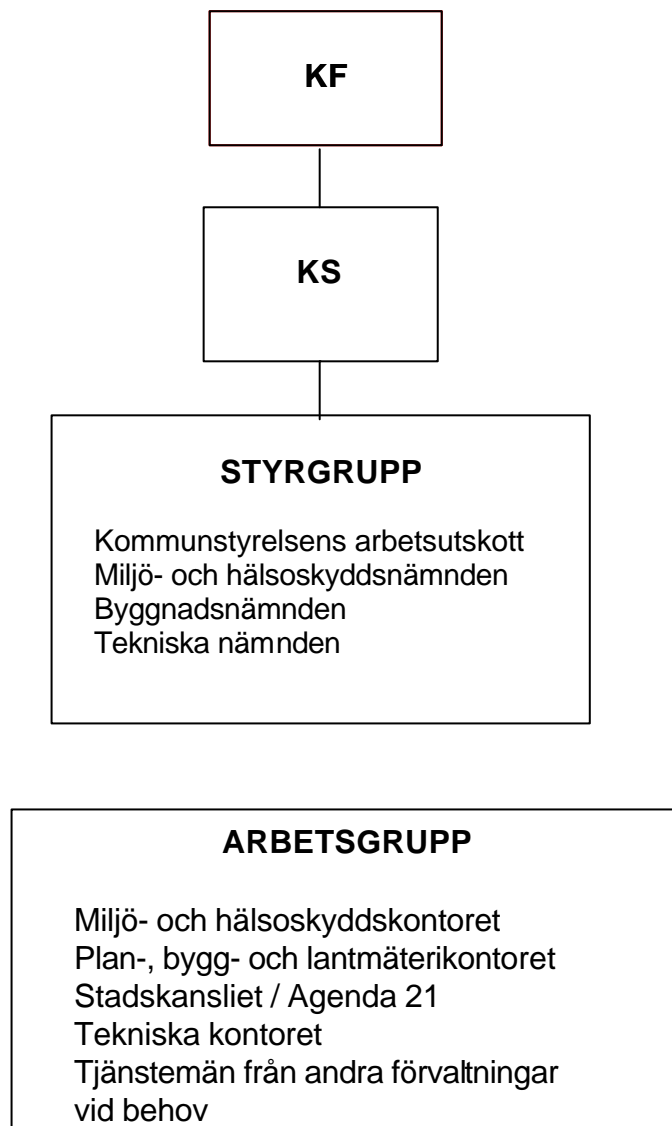 KF
KS
STYRGRUPP
Kommunstyrelsens arbetsutskott
Miljö- och hälsoskyddsnämnden
Byggnadsnämnden
Tekniska nämnden
ARBETSGRUPP
Miljö- och hälsoskyddskontoret
Plan-, bygg- och lantmäterikontoret
Stadskansliet / Agenda 21
Tekniska kontoret
Tjänstemän från andra förvaltningar
vid behov